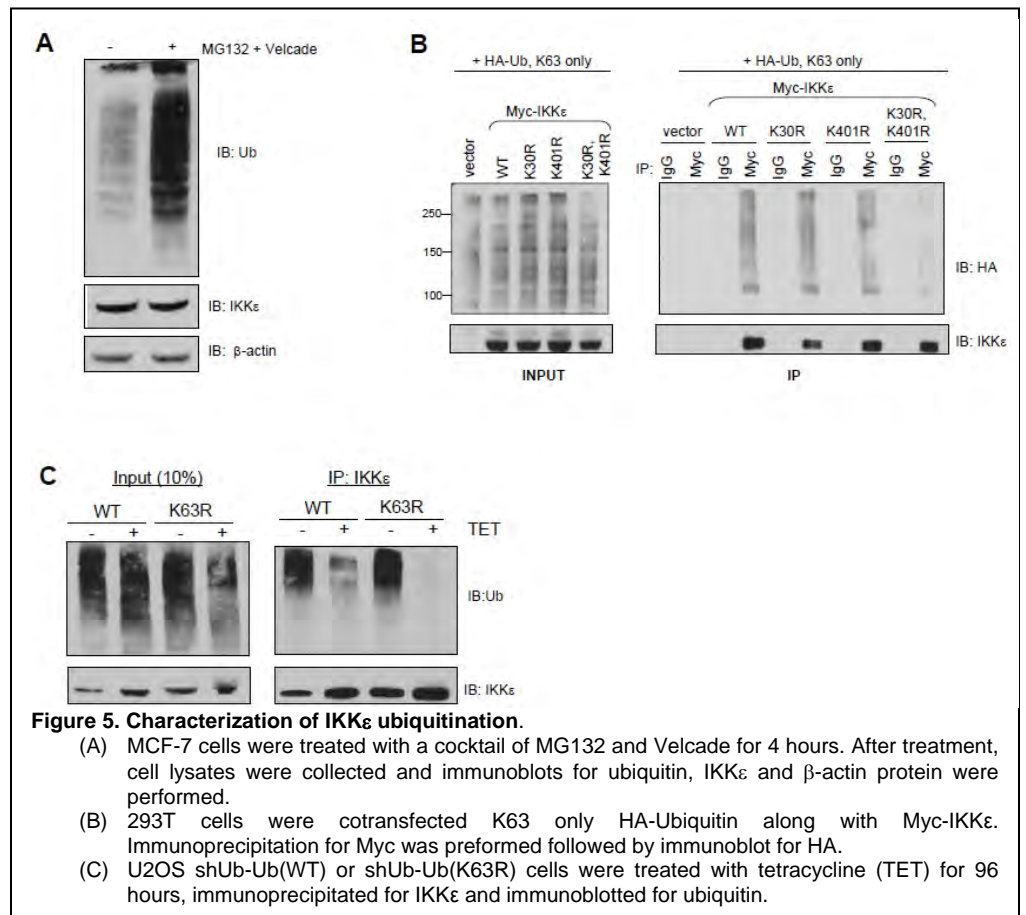 A
- + MG132 + Velcade
IB: Ub
IB: IKKε
IB: β-actin
B
+ HA-Ub, K63 only
Myc-IKKε
vector
WT
K30R
K401R
K30R,
K401R
250
150
100
INPUT
+ HA-Ub, K63 only
Myc-IKKε
vector WT K30R K401R K30R,
K401R
IP: IgG Myc IgG Myc IgG Myc IgG Myc IgG Myc
IB: HA
IB: IKKε
IP
C
Input (10%) IP: IKKε
WT K63R WT K63R
- + - + - + - + TET
IB:Ub
IB: IKKε
Figure 5. Characterization of IKKε ubiquitination.
(A) MCF-7 cells were treated with a cocktail of MG132 and Velcade for 4 hours. After treatment,
cell lysates were collected and immunoblots for ubiquitin, IKKε and β-actin protein were
performed.
(B) 293T cells were cotransfected K63 only HA-Ubiquitin along with Myc-IKKε.
Immunoprecipitation for Myc was preformed followed by immunoblot for HA.
(C) U2OS shUb-Ub(WT) or shUb-Ub(K63R) cells were treated with tetracycline (TET) for 96
hours, immunoprecipitated for IKKε and immunoblotted for ubiquitin.